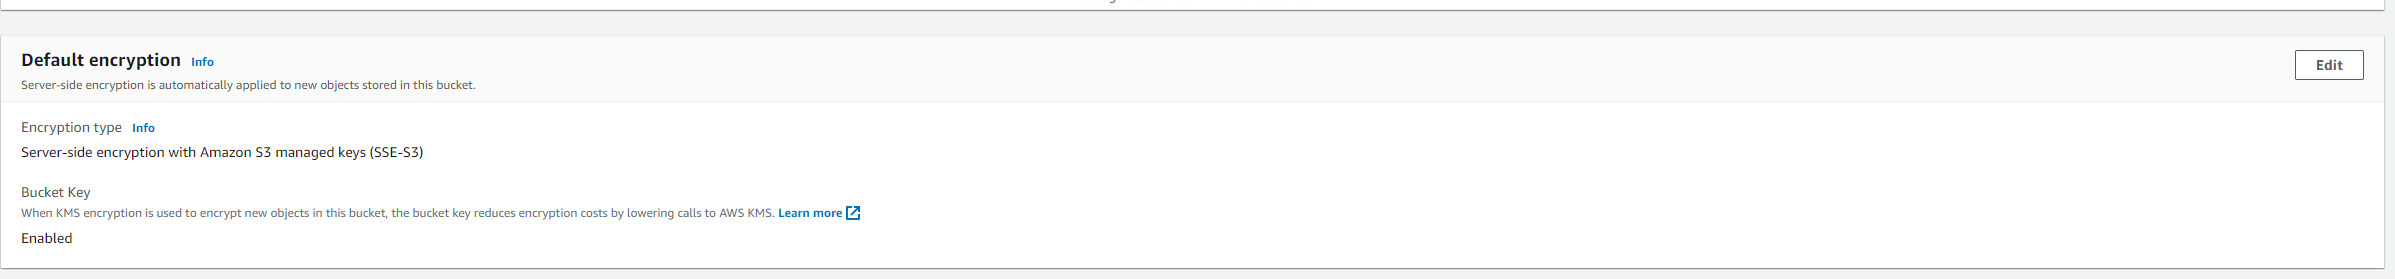 Default encryption Info
Edit
Server-side encryption is automatically applied to new objects stored in this bucket.
Encryption type Info
Server-side encryption with Amazon S3 managed keys (SSE-S3)
Bucket Key
When KMS encryption is used to encrypt new objects in this bucket, the bucket key reduces encryption costs by lowering calls to AWS KMS. Learn more
Enabled